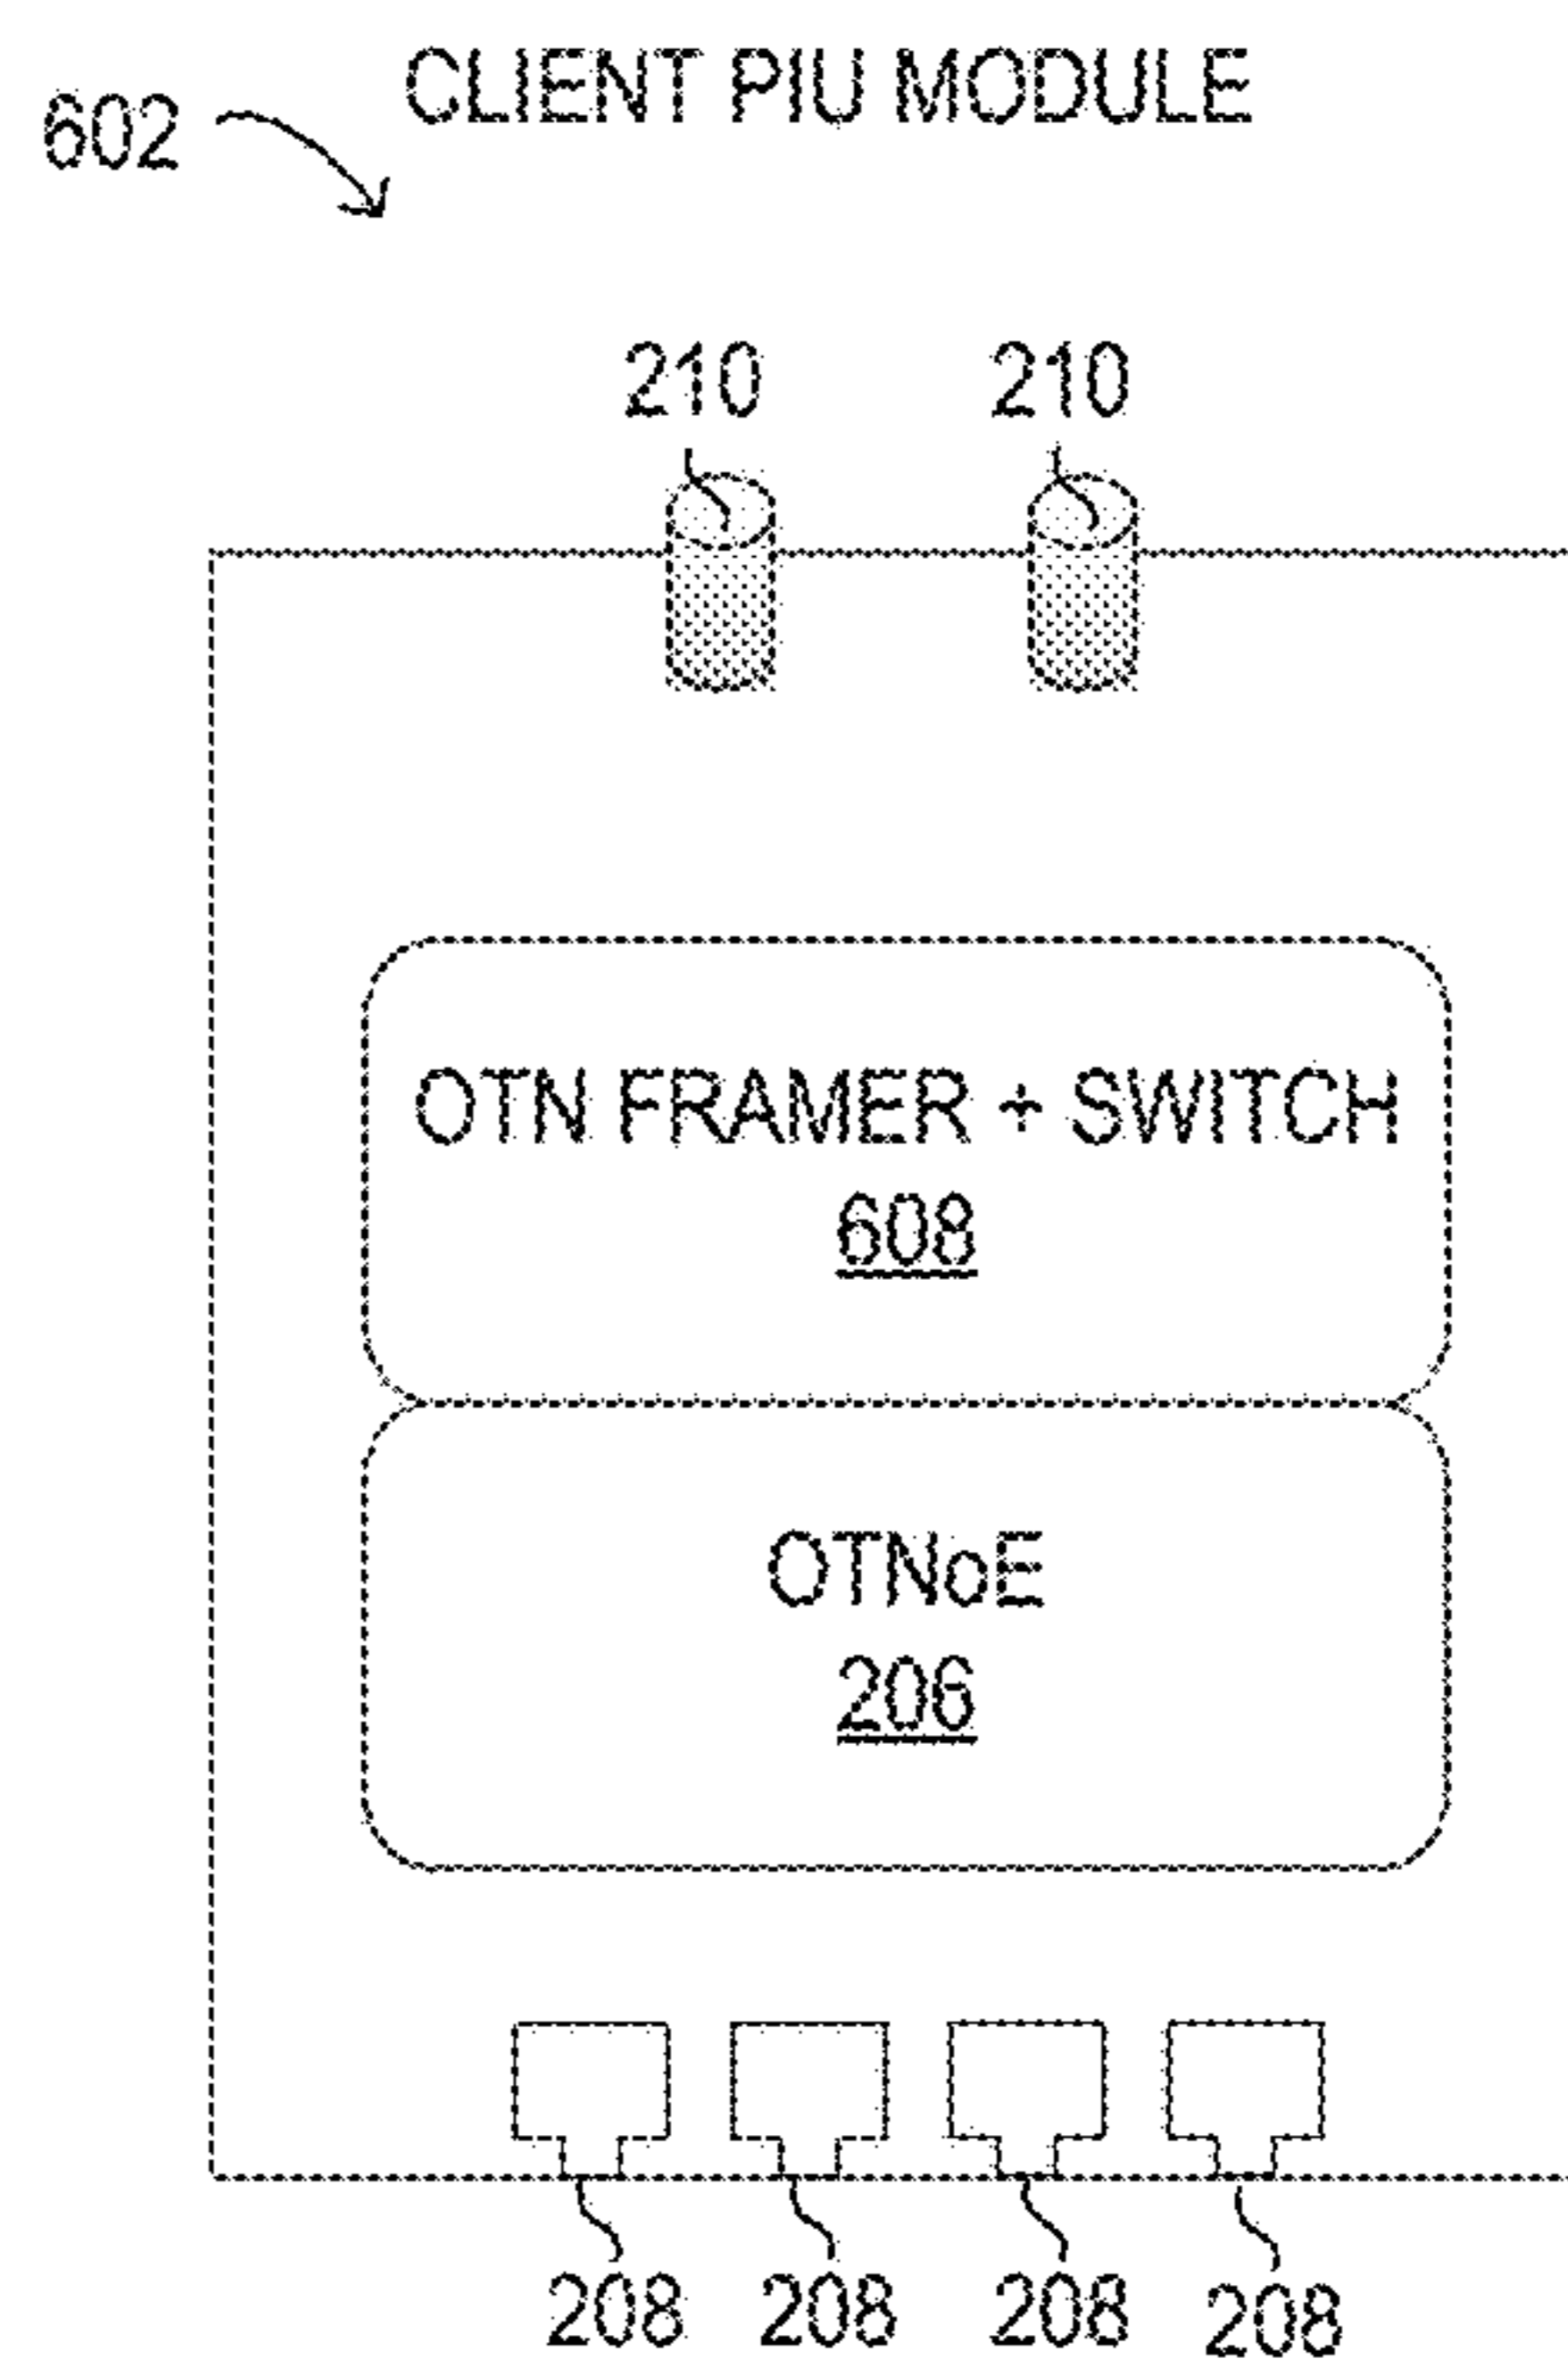 CLIENT PIU MODULE
602
210 210
OTN FRAMER + SWITCH
608
OTNoE
206
208 208 208 208